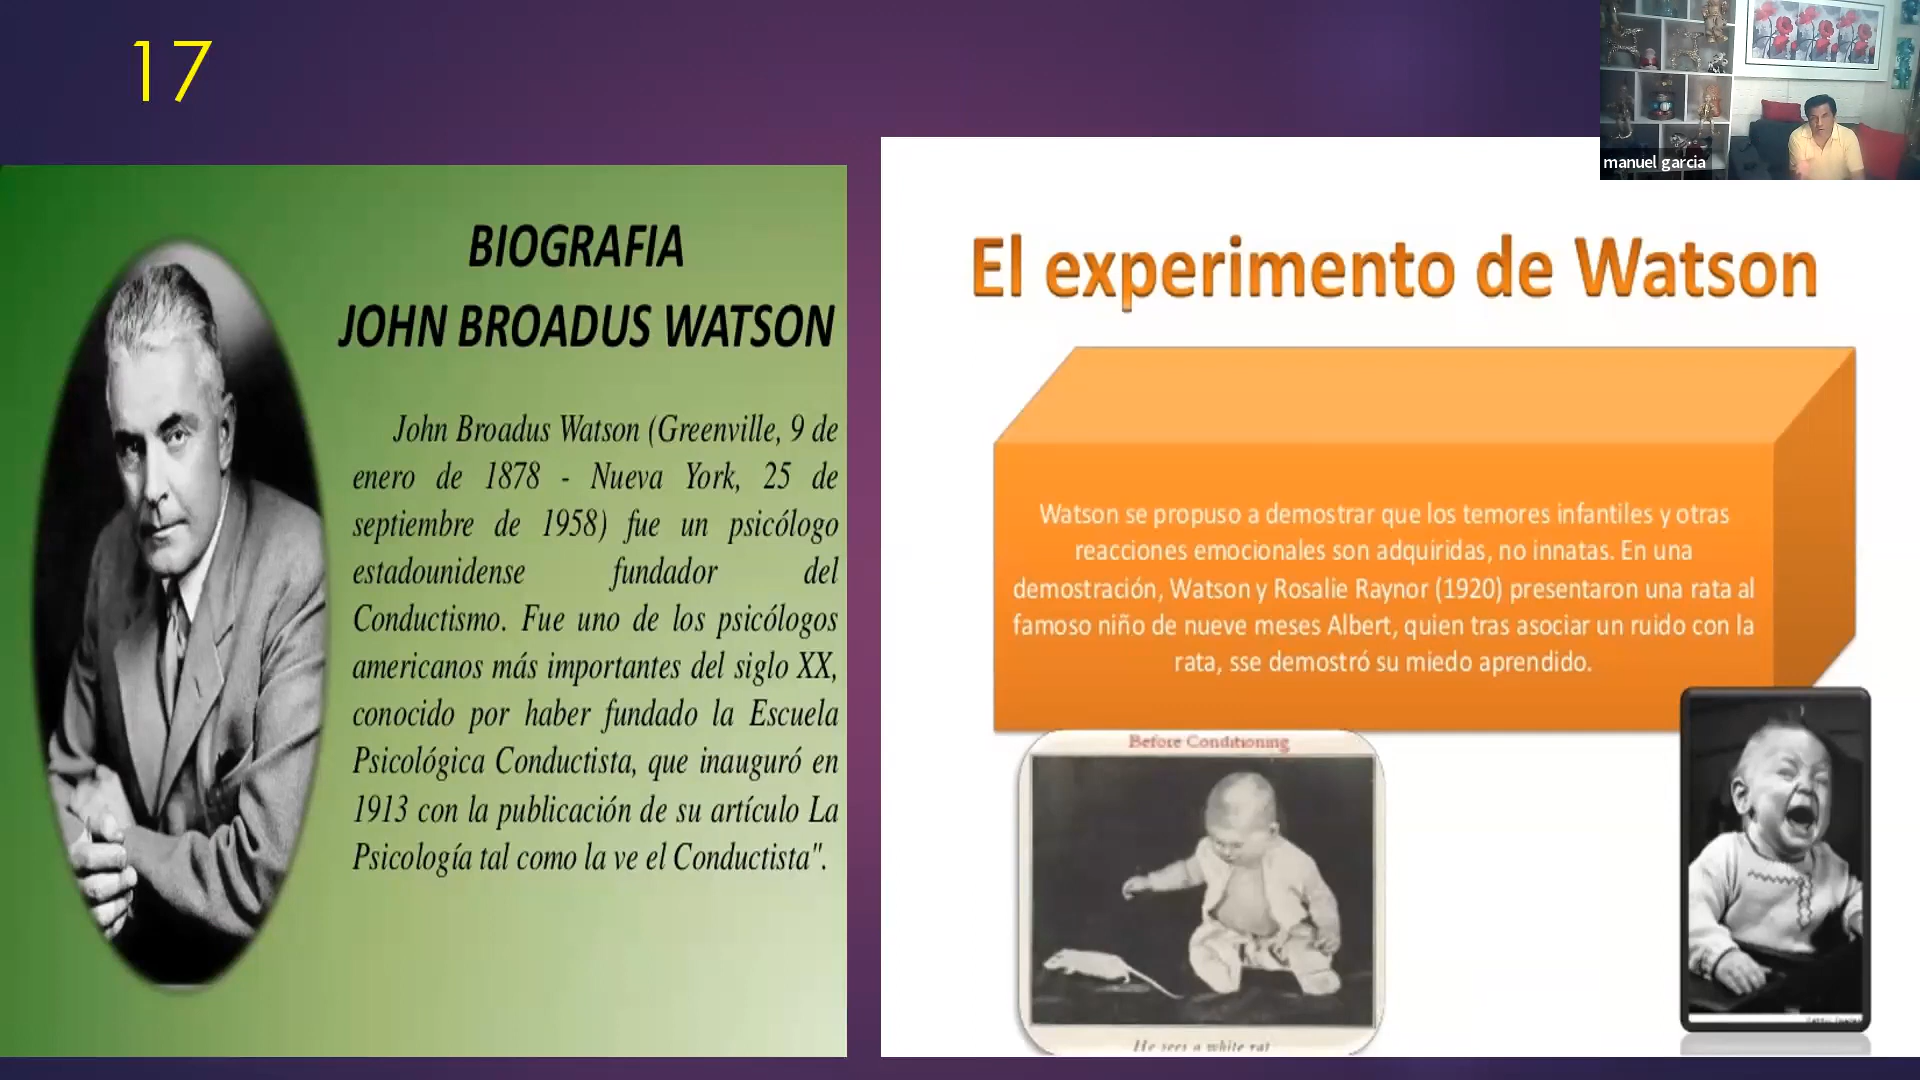 17
manuel garcia
BIOGRAFIA
JOHN BROADUS WATSON
John Broadus Watson (Greenville, 9 de
enero de 1878 - Nueva York, 25 de
septiembre de 1958) fue un psicólogo
estadounidense fundador del
Conductismo. Fue uno de los psicólogos
americanos más importantes del siglo XX,
conocido por haber fundado la Escuela
Psicológica Conductista, que inauguró en
1913 con la publicación de su artículo La
Psicología tal como la ve el Conductista".
El experimento de Watson
Watson se propuso a demostrar que los temores infantiles y otras
reacciones emocionales son adquiridas, no innatas. En una
demostración, Watson y Rosalie Raynor (1920) presentaron una rata al
famoso niño de nueve meses Albert, quien tras asociar un ruido con la
rata, sse demostró su miedo aprendido.
Before Conditioning
He sees a white rat